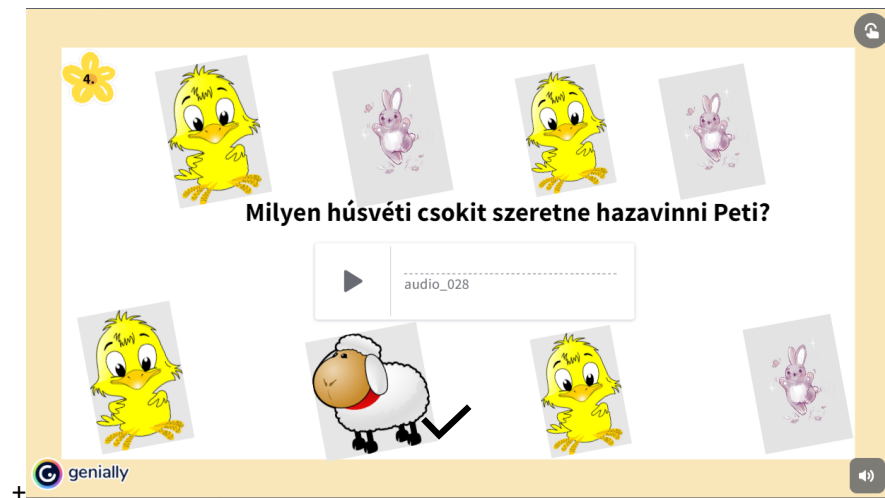 4.
Milyen húsvéti csokit szeretne hazavinni Peti?
audio_028
genially
+